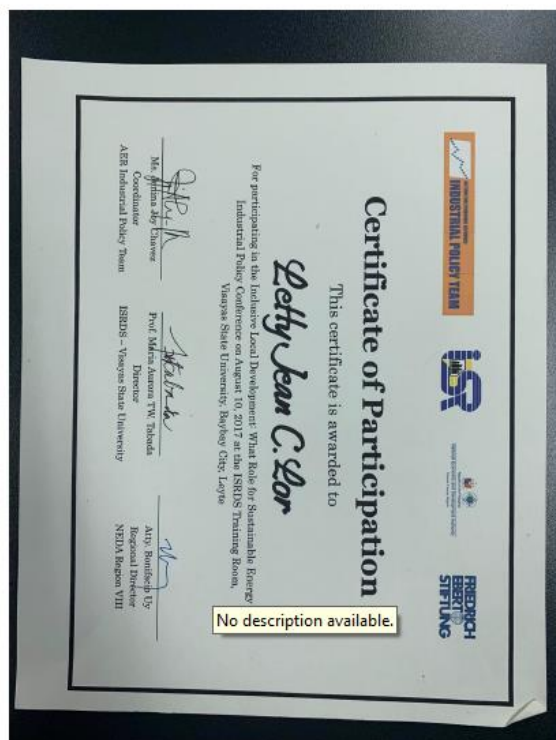 INDUSTRIAL POLICY TEAM
FRIEDRICH
EBERT
STIFTUNG
Certificate of Participation
This certificate is awarded to
Letty Jean C. Lor
For participating in the Inclusive Local Development: What Role for Sustainable Energy
Industrial Policy Conference on August 10, 2017 at the ISRDS Training Room,
Visayas State University, Baybay City, Leyte
Ms. Jenina Joy Chavez
Coordinator
AER Industrial Policy Team
Prof. Maria Aurora TW. Tabada
Director
ISRDS – Visayas State University
Atty. Bonifacio Uy
Regional Director
NEDA Region VIII
No description available.